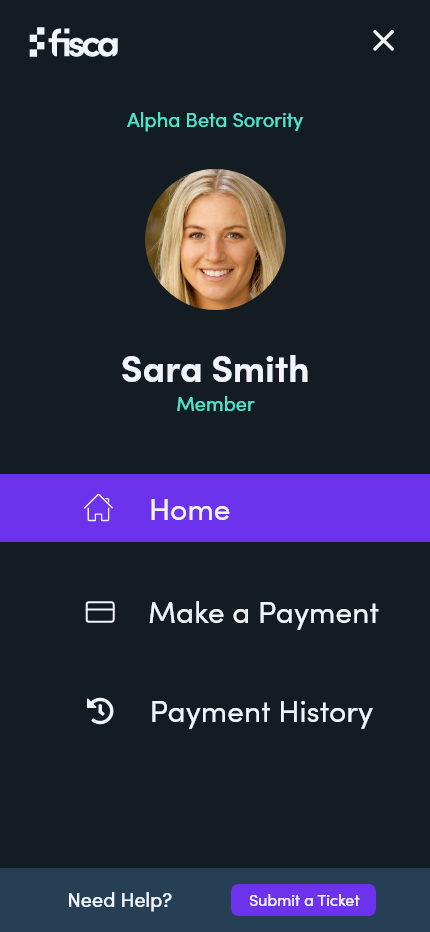 fisca
Alpha Beta Sorority
Sara Smith
Member
Home
Make a Payment
Payment History
Need Help?
Submit a Ticket